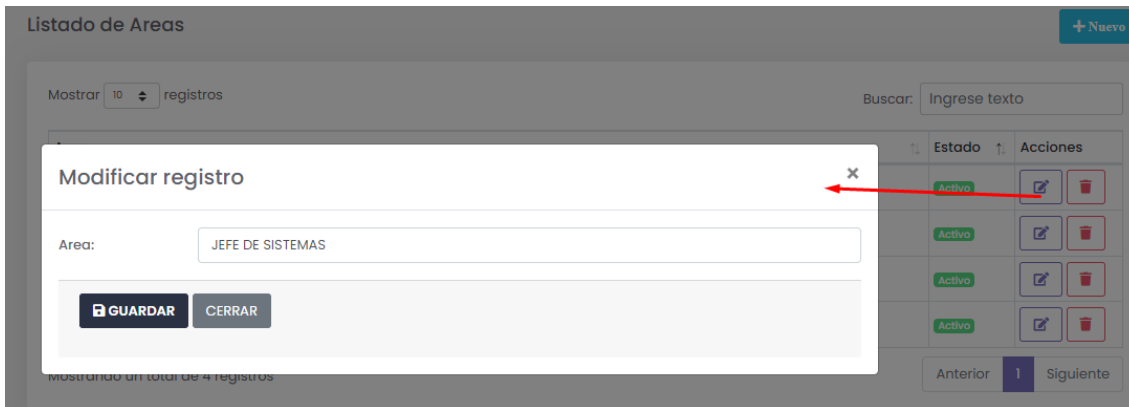 Listado de Areas
Nuevo
Mostrar 10 registros
Buscar: Ingrese texto
Estado Acciones
Modificar registro ×
Activo
Area: JEFE DE SISTEMAS
Activo
Activo
GUARDAR CERRAR
Activo
Mostrando un total de 4 registros
Anterior 1 Siguiente